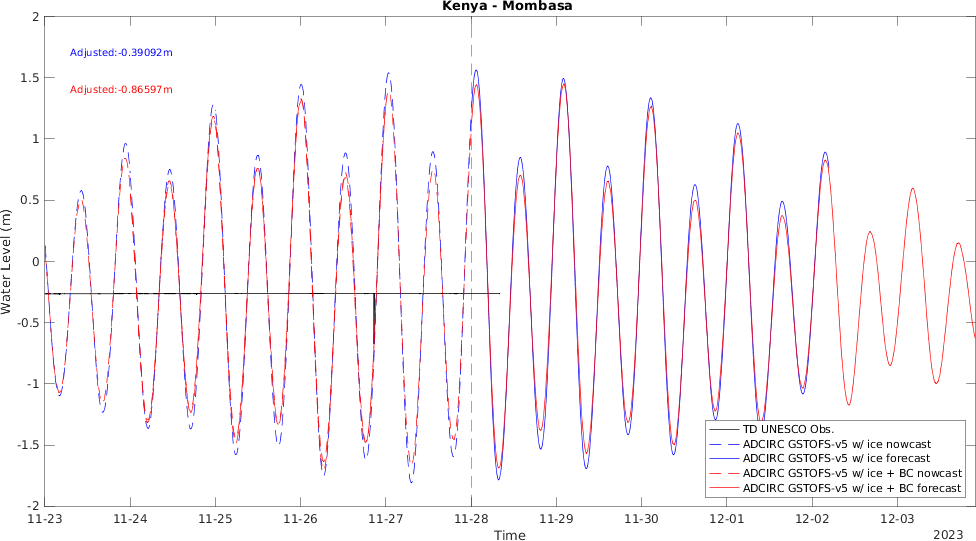 Kenya - Mombasa
Adjusted:-0.39092m
Adjusted:-0.86597m
Water Level (m)
2
1.5
1
0.5
0
-0.5
-1
-1.5
-2
TD UNESCO Obs.
ADCIRC GSTOFS-v5 w/ ice nowcast
ADCIRC GSTOFS-v5 w/ ice forecast
ADCIRC GSTOFS-v5 w/ ice + BC nowcast
ADCIRC GSTOFS-v5 w/ ice + BC forecast
11-23 11-24 11-25 11-26 11-27 11-28 11-29 11-30 12-01 12-02 12-03
Time
2023